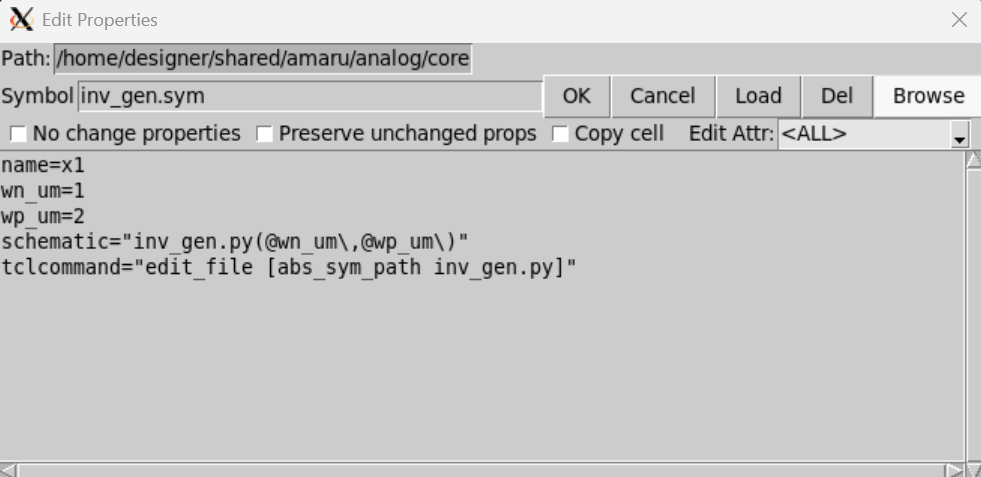 Edit Properties
Path: /home/designer/shared/amaru/analog/core
Symbol inv_gen.sym OK Cancel Load Del Browse
No change properties Preserve unchanged props Copy cell Edit Attr: <ALL>
name=x1
wn_um=1
wp_um=2
schematic="inv_gen.py(@wn_um\,@wp_um\)"
tclcommand="edit_file [abs_sym_path inv_gen.py]"